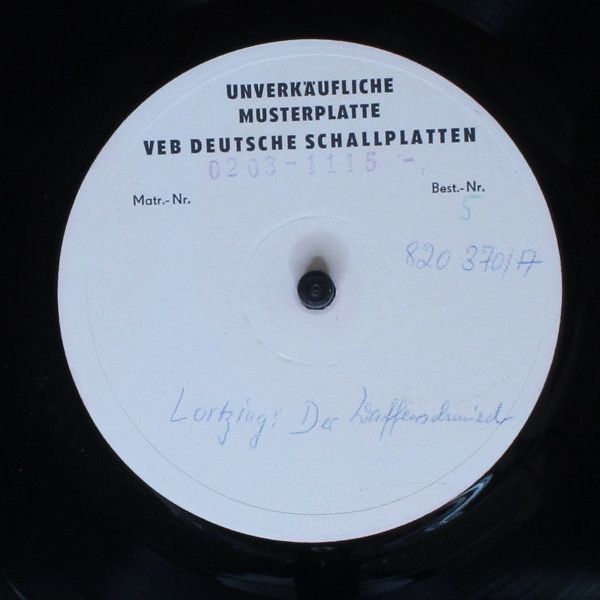 UNVERKÄUFLICHE
MUSTERPLATTE
VEB DEUTSCHE SCHALLPLATTEN
0263-1115 -
Matr.-Nr.
Best.-Nr.
5
820 370/A
Lortzing: Der Waffenschmied